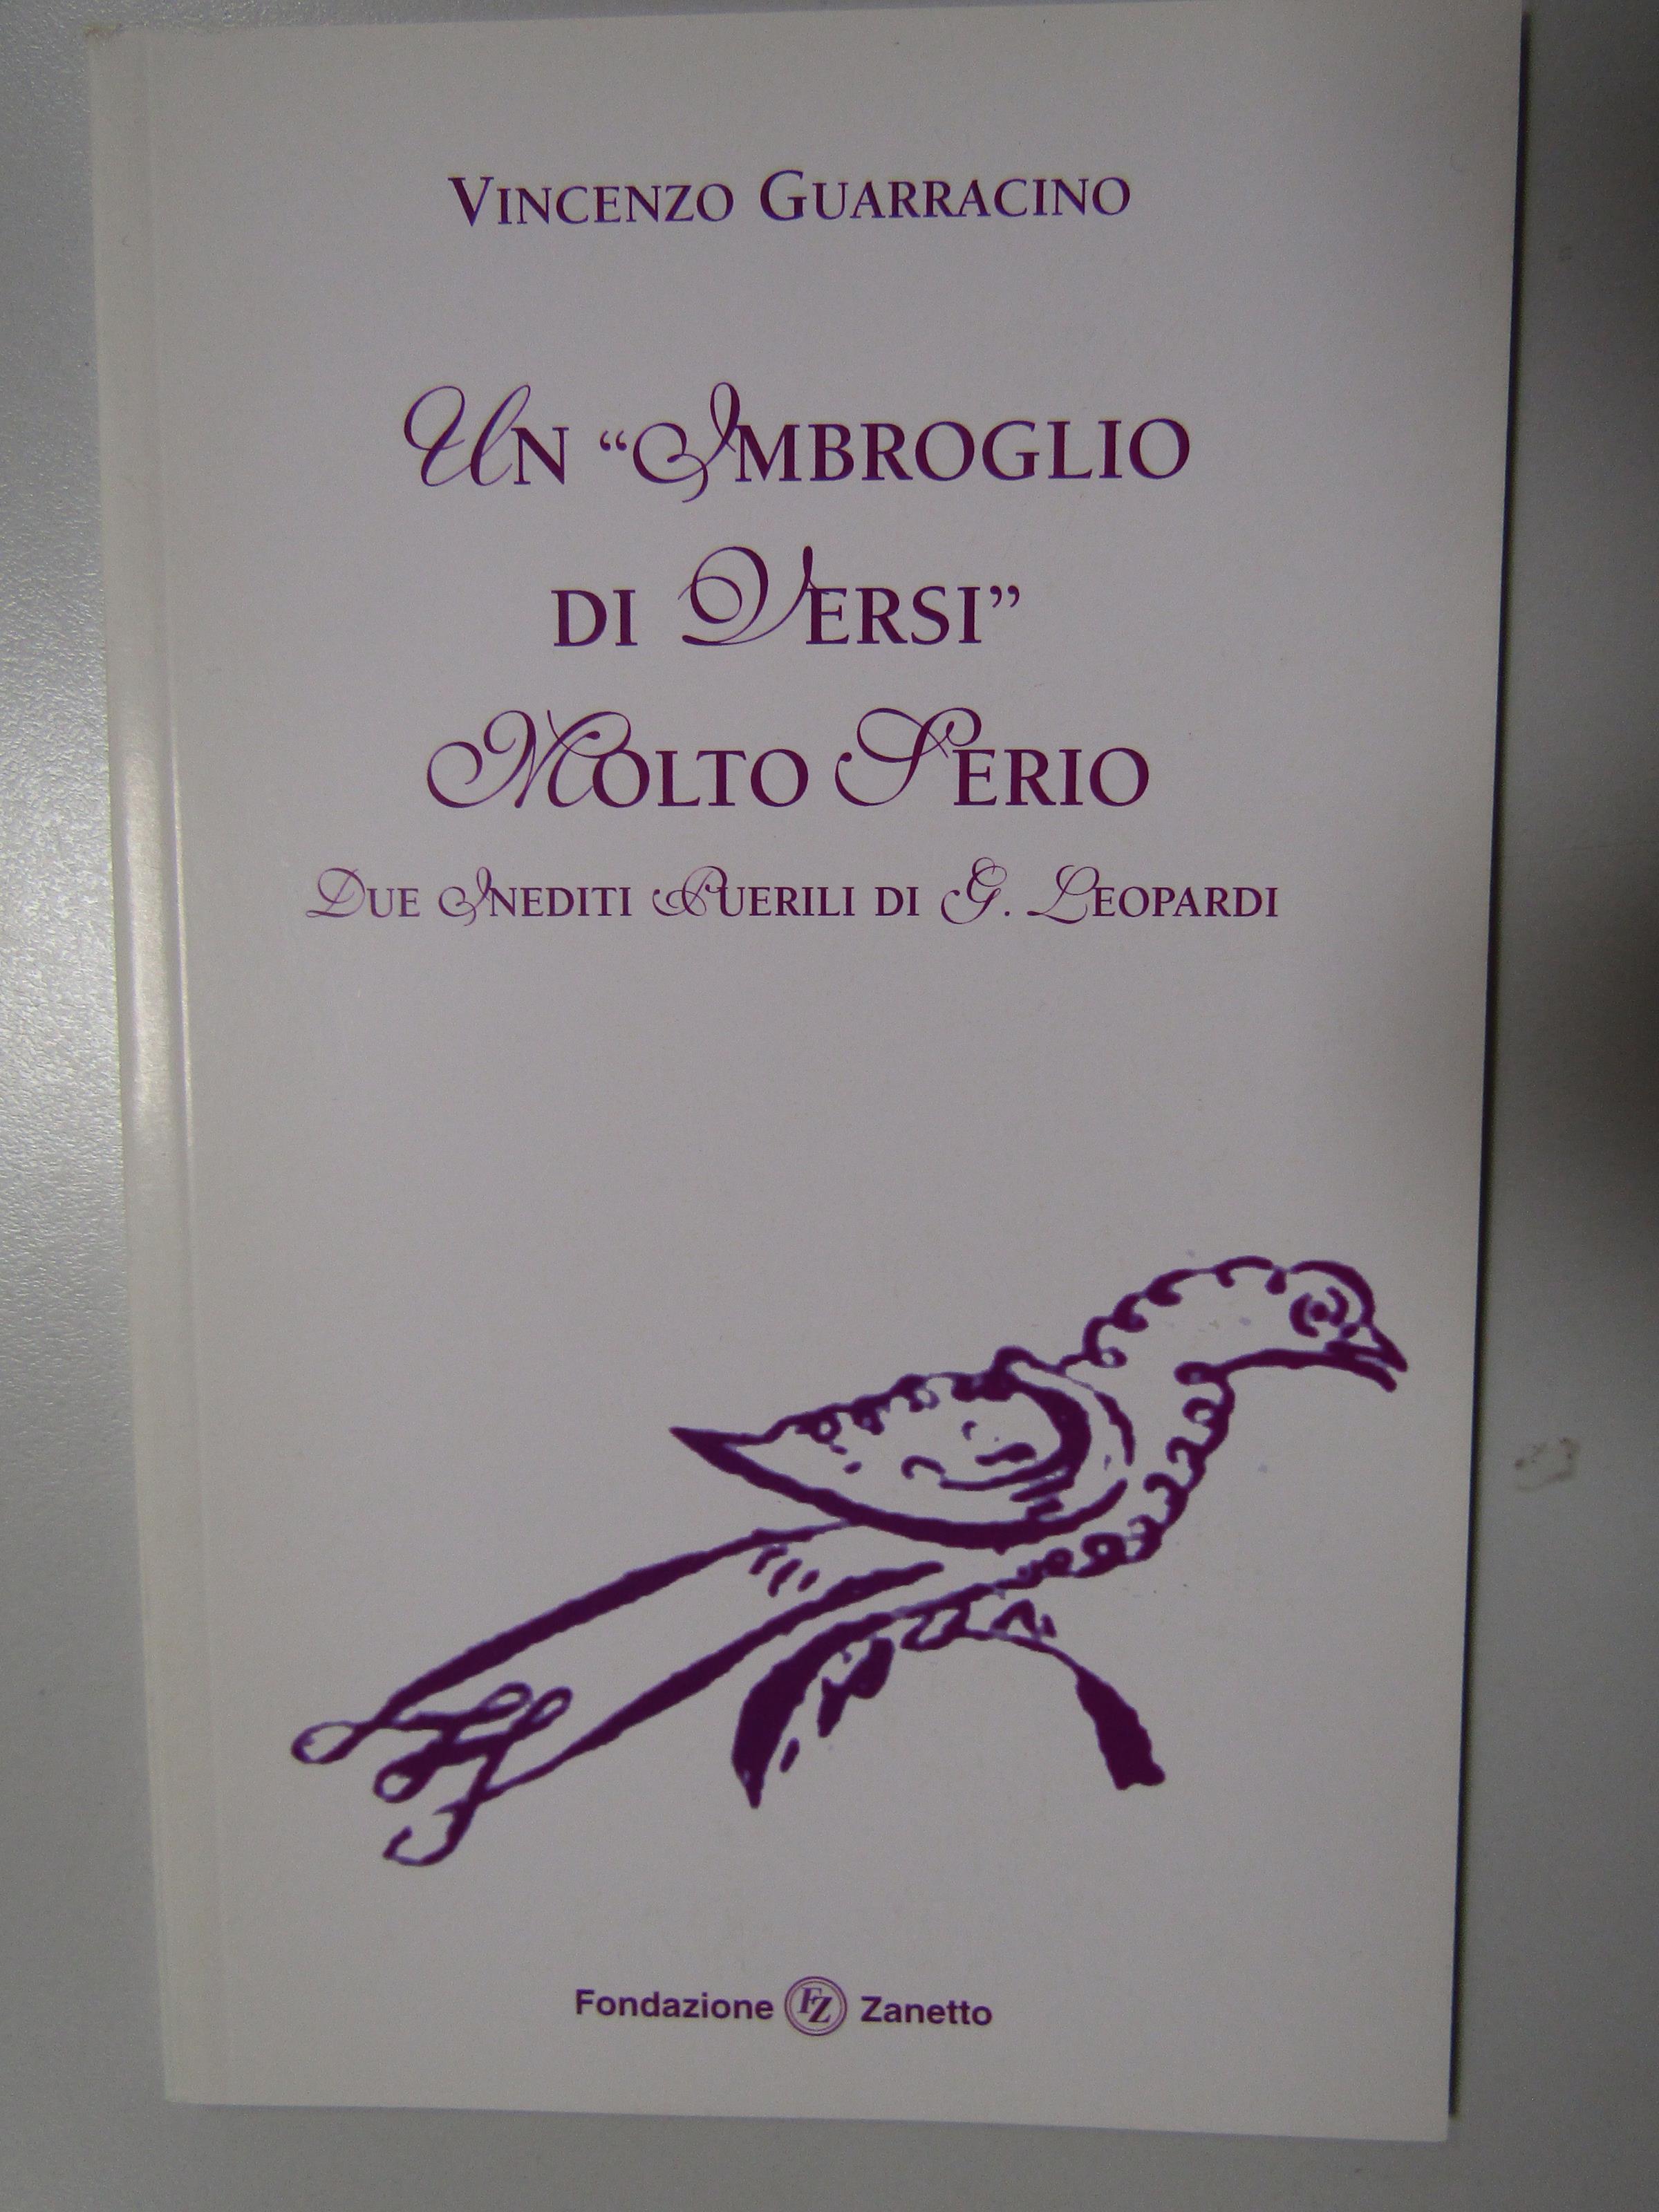 VINCENZO GUARRACINO
UN “IMBROGLIO
DI VERSI”
MOLTO SERIO
DUE INEDITI PUERILI DI G. LEOPARDI
Fondazione FZ Zanetto